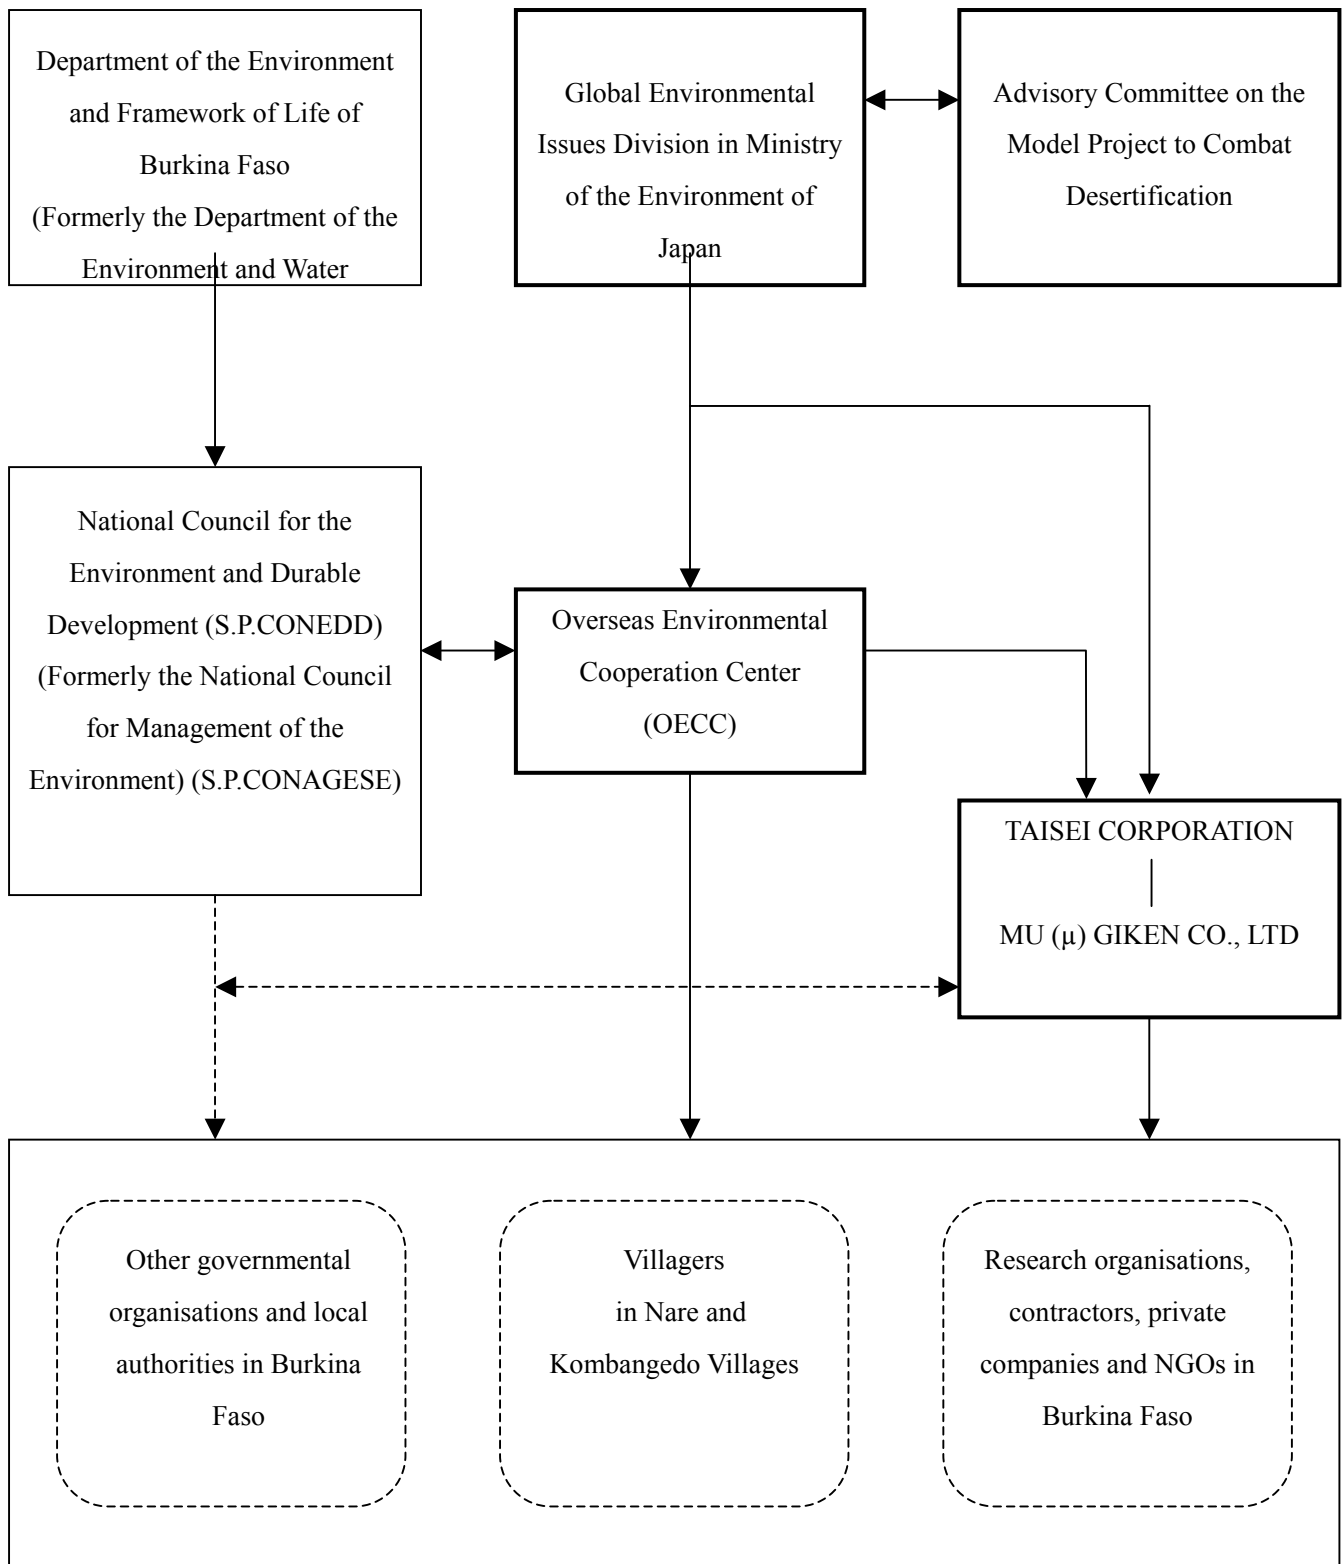 Department of the Environment
and Framework of Life of
Burkina Faso
(Formerly the Department of the
Environment and Water
Global Environmental
Issues Division in Ministry
of the Environment of
Japan
Advisory Committee on the
Model Project to Combat
Desertification
National Council for the
Environment and Durable
Development (S.P.CONEDD)
(Formerly the National Council
for Management of the
Environment) (S.P.CONAGESE)
Overseas Environmental
Cooperation Center
(OECC)
TAISEI CORPORATION
MU (μ) GIKEN CO., LTD
Other governmental
organisations and local
authorities in Burkina
Faso
Villagers
in Nare and
Kombangedo Villages
Research organisations,
contractors, private
companies and NGOs in
Burkina Faso